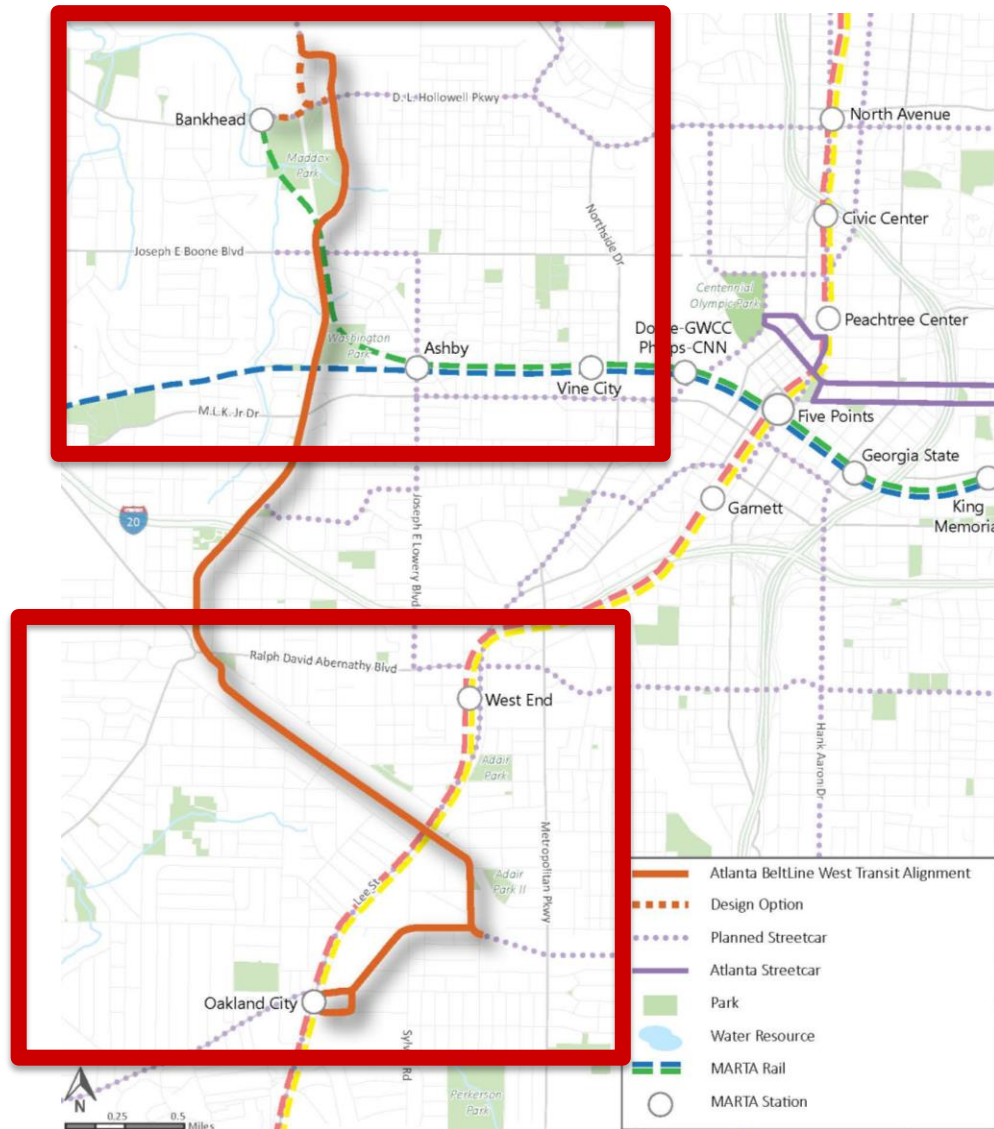 D. L. Hollowell Pkwy
Bankhead
North Avenue
Maddox
Park
Northside Dr
Civic Center
Joseph E Boone Blvd
Centennial
Olympic Park
Peachtree Center
Washington
Park
Ashby
Vine City
-GWCC
-CNN
Five Points
M.L.K. Jr Dr
Georgia State
Garnett
King
Memoria
20
Joseph E Lowery Blvd
Ralph David Abernathy Blvd
West End
Adair
Park
Hank Aaron Dr
Metropolitan Pkwy
Lee St
Adair
Park II
Oakland City
Sylv
Rd
Perkerson
Park
N
0.25 0.5
Miles
Atlanta BeltLine West Transit Alignment
Design Option
Planned Streetcar
Atlanta Streetcar
Park
Water Resource
MARTA Rail
MARTA Station